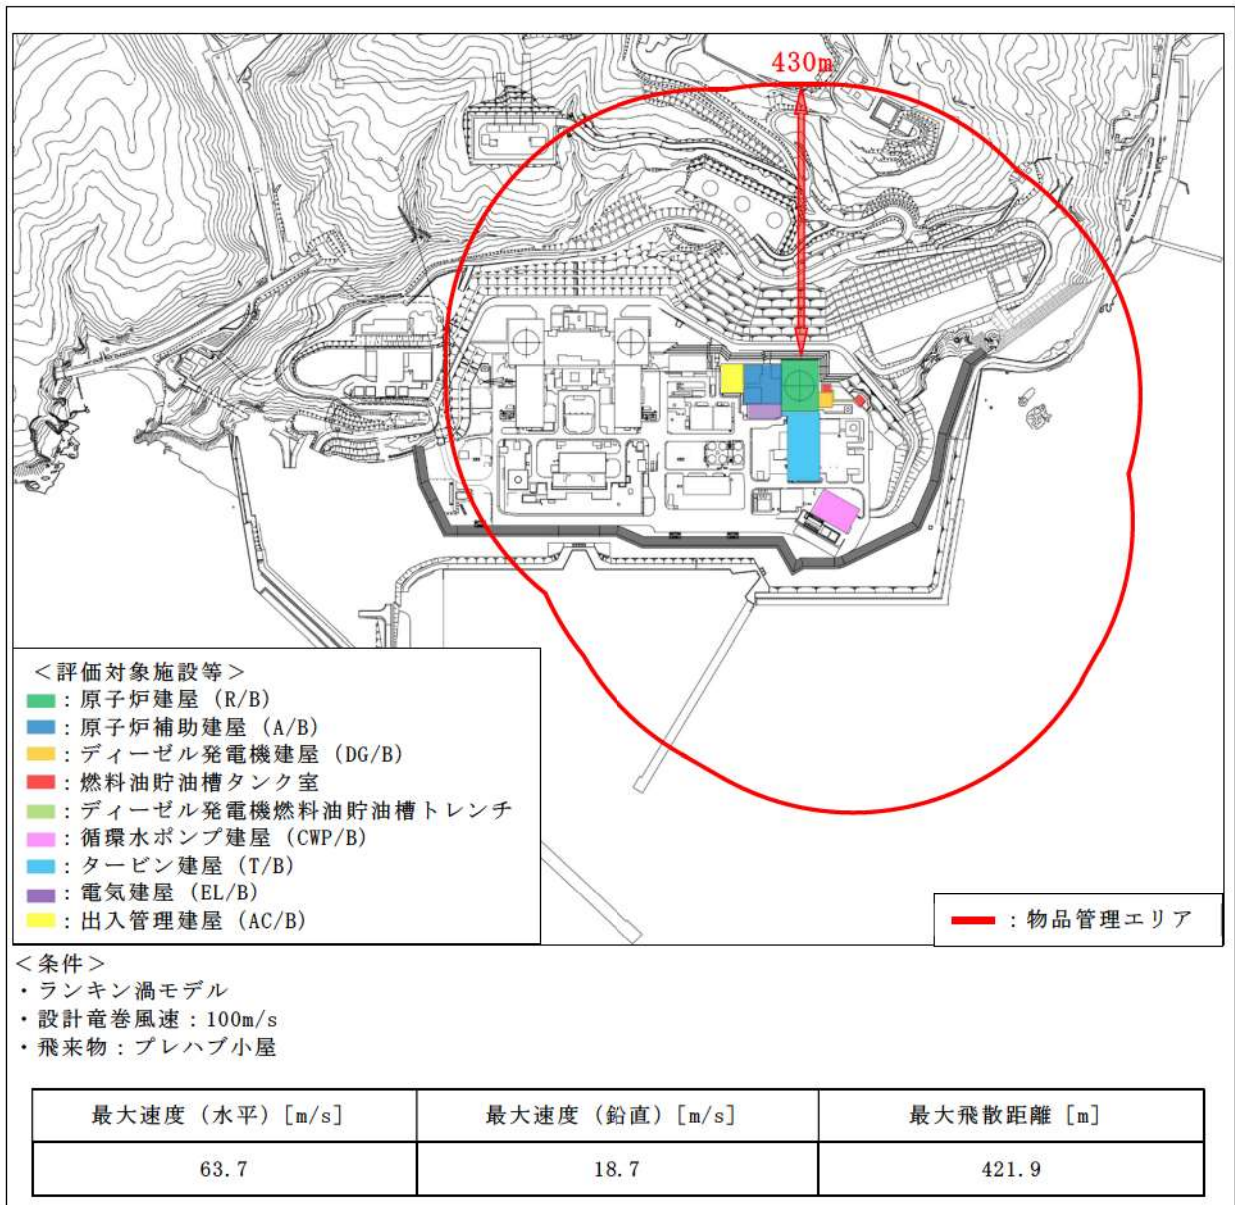 430m
＜評価対象施設等＞
：原子炉建屋 (R/B)
：原子炉補助建屋 (A/B)
：ディーゼル発電機建屋 (DG/B)
：燃料油貯油槽タンク室
：ディーゼル発電機燃料油貯油槽トレンチ
：循環水ポンプ建屋 (CWP/B)
：タービン建屋 (T/B)
：電気建屋 (EL/B)
：出入管理建屋 (AC/B)
：物品管理エリア
＜条件＞
・ランキン渦モデル
・設計竜巻風速：100m/s
・飛来物：プレハブ小屋
最大速度（水平）[m/s] 最大速度（鉛直）[m/s] 最大飛散距離 [m]
63.7 18.7 421.9